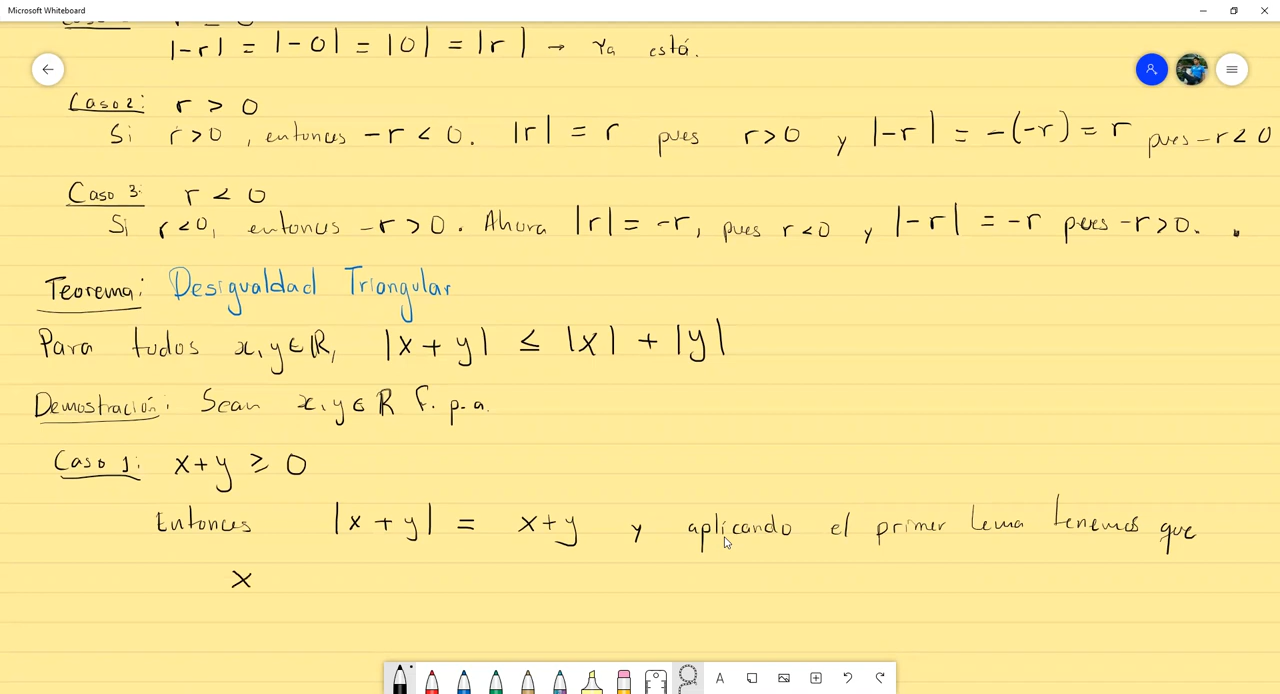 Microsoft Whiteboard
|-r| = |-0| = |0| = |r| → Ya está.
Caso 2: r > 0
Si r>0, entonces -r < 0. |r| = r pues r>0 y |-r| = -(-r) = r pues -r<0
Caso 3: r < 0
Si r<0, entonces -r > 0. Ahora |r| = -r, pues r<0 y |-r| = -r pues -r>0.
Teorema: Desigualdad Triangular
Para todos x,y∈ℝ, |x + y| ≤ |x| + |y|
Demostración: Sean x,y∈ℝ f.p.a.
Caso 1: x+y ≥ 0
Entonces |x + y| = x+y y aplicando el primer lema tenemos que
x
A